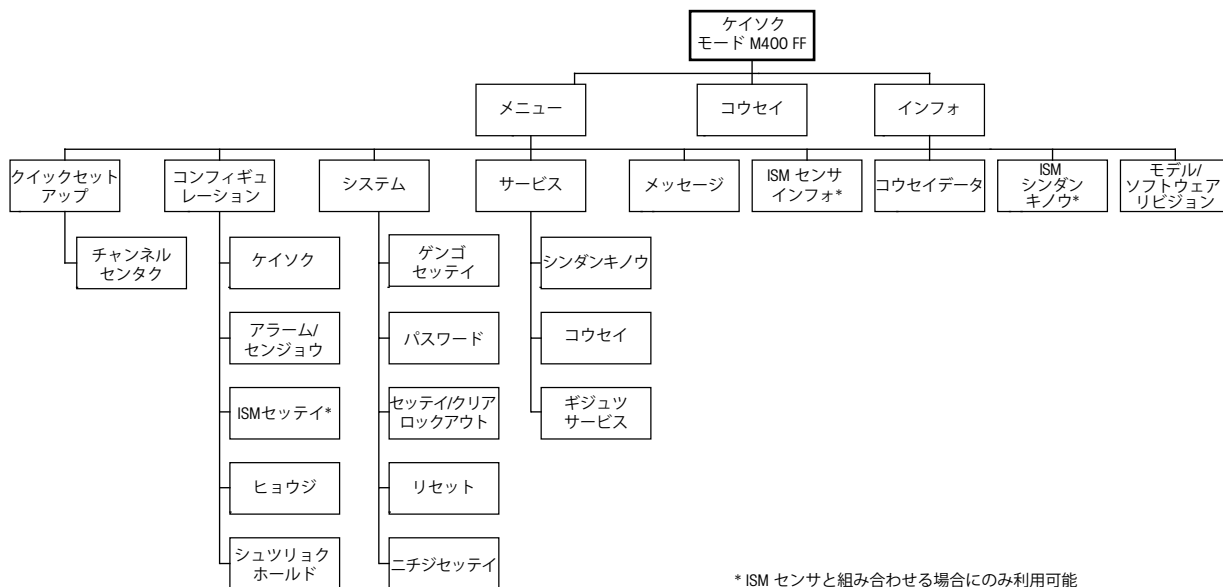 ケイソク
モード M400 FF
メニュー
コウセイ
インフォ
クイックセット
アップ
コンフィギュ
レーション
システム
サービス
メッセージ
ISM センサ
インフォ*
コウセイデータ
ISM
シンダン
キノウ*
モデル/
ソフトウェア
リビジョン
チャンネル
センタク
ケイソク
アラーム/
センジョウ
ISMセッテイ*
ヒョウジ
シュツリョク
ホールド
ゲンゴ
セッテイ
パスワード
セッテイ/クリア
ロックアウト
リセット
ニチジセッテイ
シンダンキノウ
コウセイ
ギジュツ
サービス
* ISM センサと組み合わせる場合にのみ利用可能